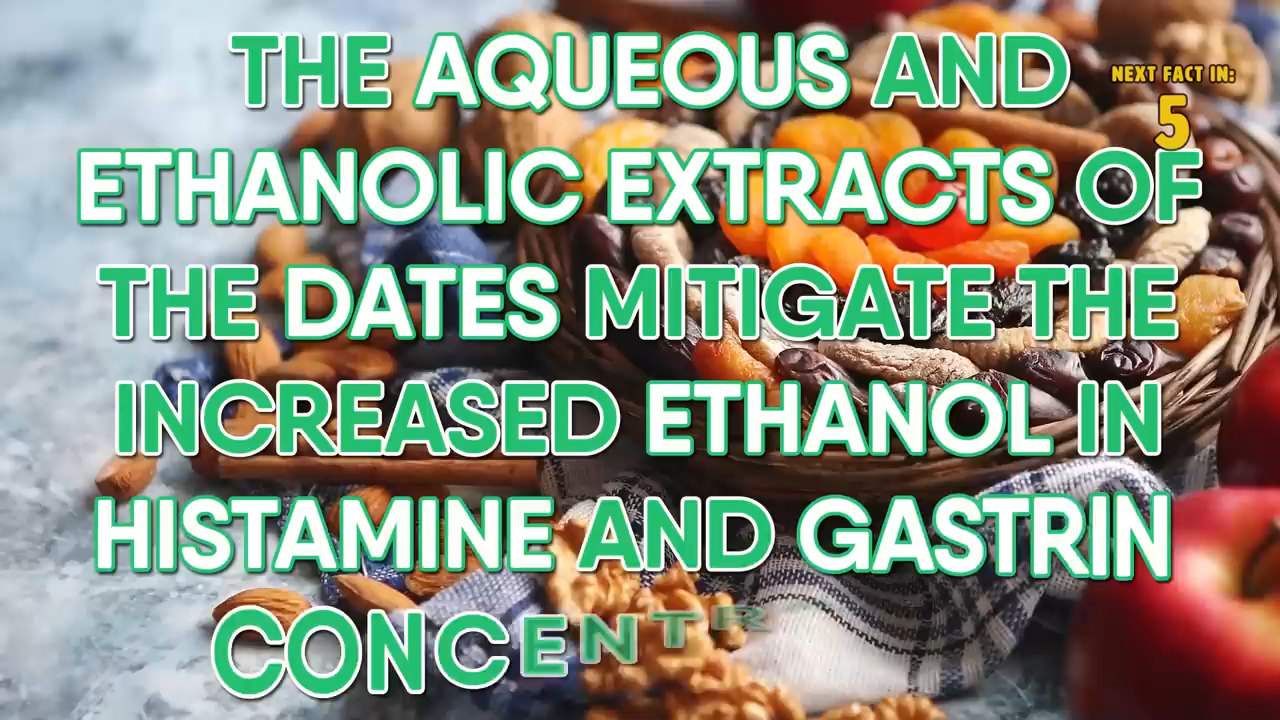 THE AQUEOUS AND
NEXT FACT IN:
5
ETHANOLIC EXTRACTS OF
THE DATES MITIGATE THE
INCREASED ETHANOL IN
HISTAMINE AND GASTRIN
CONCENTR